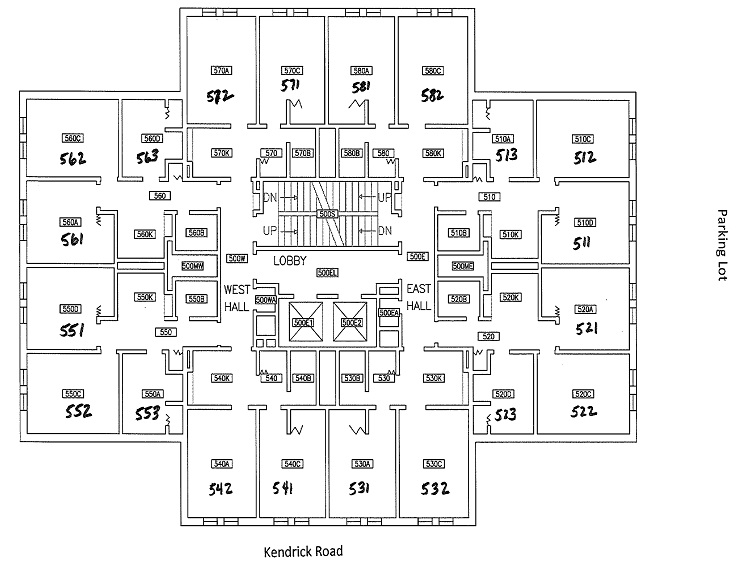 570A 570C 580A 580C
572 571 581 582
560C 560D 570K 570 570B 580B 580 580K 510A 510C
562 563 513 512
560 DN UP 510
500S
560A 560K 560B UP DN 510B 510K 510D
561 511
500W LOBBY 500E
500MW 500EL 500ME
550D 550K 550B WEST HALL 500WA EAST HALL 520B 520K 520A
551 500E1 500E2 500EA 521
550 520
550C 550A 540K 540 540B 530B 530 530K 520D 520C
552 553 523 522
540A 540C 530A 530C
542 541 531 532
Kendrick Road
Parking Lot